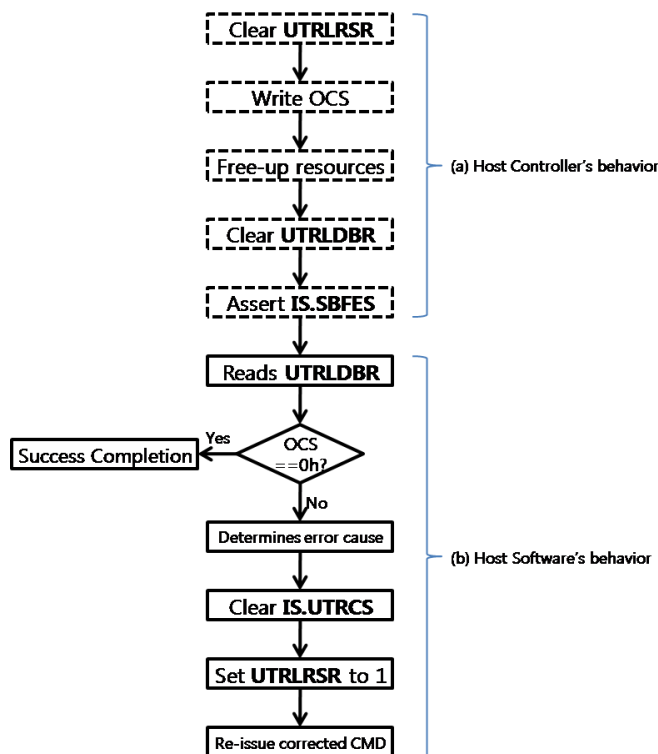 Clear UTRLRSR
Write OCS
Free-up resources
(a) Host Controller's behavior
Clear UTRLDBR
Assert IS.SBFES
Reads UTRLDBR
Yes
OCS
==0h?
Success Completion
No
Determines error cause
(b) Host Software's behavior
Clear IS.UTRCS
Set UTRLRSR to 1
Re-issue corrected CMD